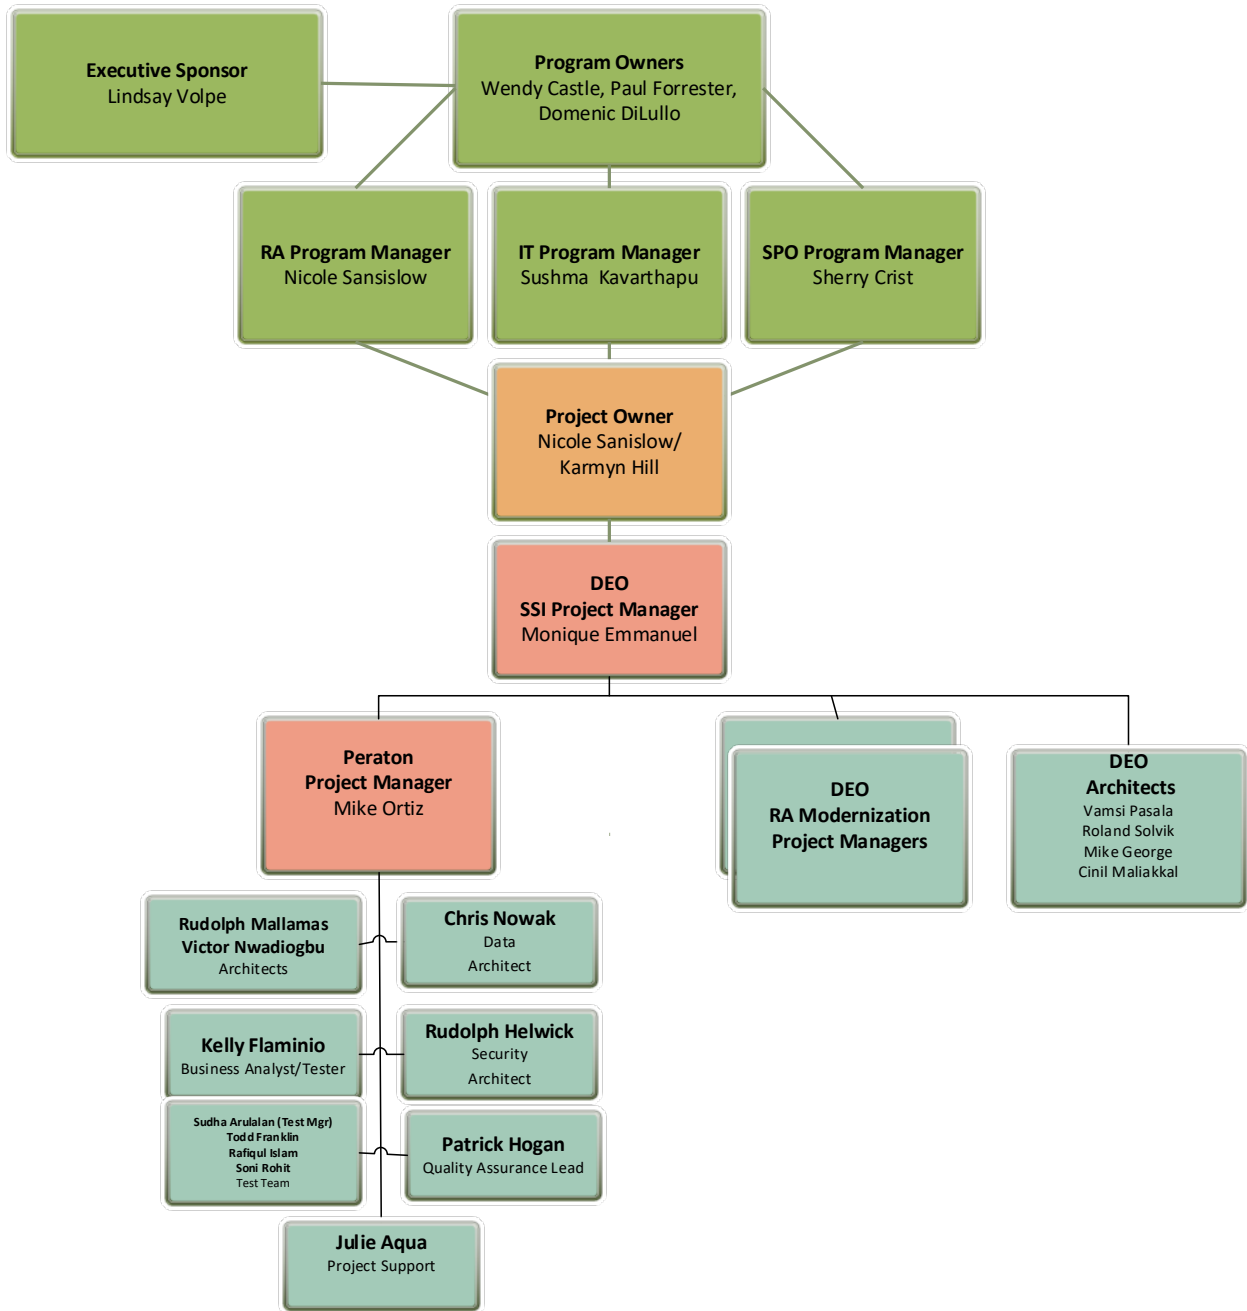 Executive Sponsor
Lindsay Volpe
Program Owners
Wendy Castle, Paul Forrester,
Domenic DiLullo
RA Program Manager
Nicole Sansislow
IT Program Manager
Sushma  Kavarthapu
SPO Program Manager
Sherry Crist
Project Owner
Nicole Sanislow/
Karmyn Hill
DEO
SSI Project Manager
Monique Emmanuel
Peraton
Project Manager
Mike Ortiz
DEO
RA Modernization
Project Managers
DEO
Architects
Vamsi Pasala
Roland Solvik
Mike George
Cinil Maliakkal
Rudolph Mallamas
Victor Nwadiogbu
Architects
Chris Nowak
Data
Architect
Kelly Flaminio
Business Analyst/Tester
Rudolph Helwick
Security
Architect
Sudha Arulalan (Test Mgr)
Todd Franklin
Rafiqul Islam
Soni Rohit
Test Team
Patrick Hogan
Quality Assurance Lead
Julie Aqua
Project Support